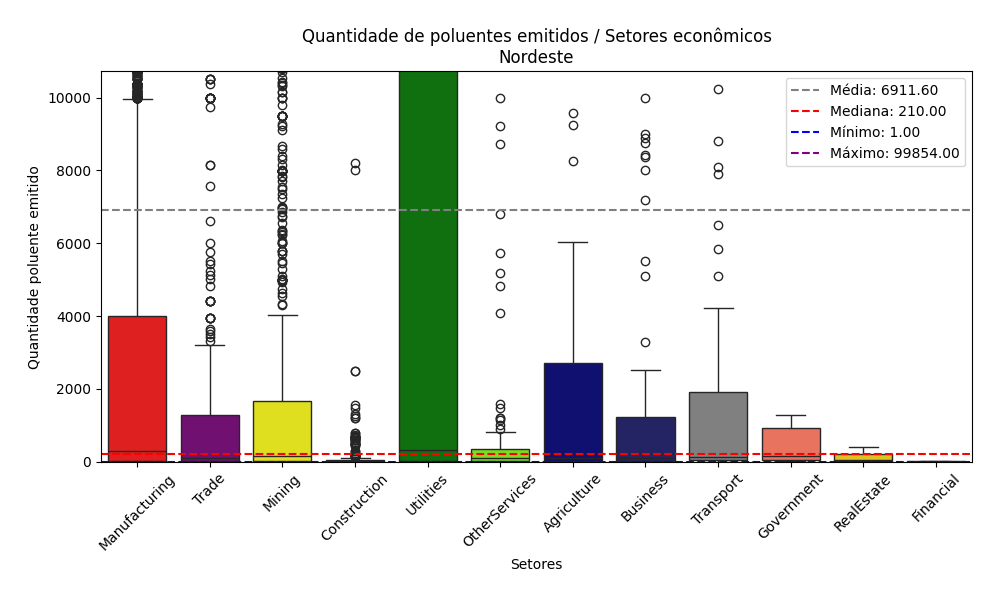 Quantidade de poluentes emitidos / Setores econômicos
Nordeste
Média: 6911.60
Mediana: 210.00
Mínimo: 1.00
Máximo: 99854.00
Quantidade poluente emitido
10000
8000
6000
4000
2000
0
Manufacturing
Trade
Mining
Construction
Utilities
OtherServices
Agriculture
Business
Transport
Government
RealEstate
Financial
Setores